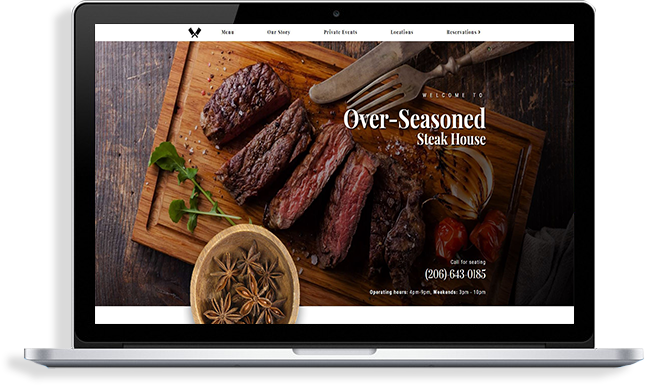 Menu Our Story Private Events Locations Reservations
WELCOME TO
Over-Seasoned
Steak House
Call for seating
(206) 643-0185
Operating hours: 4pm-9pm, Weekends: 3pm - 10pm